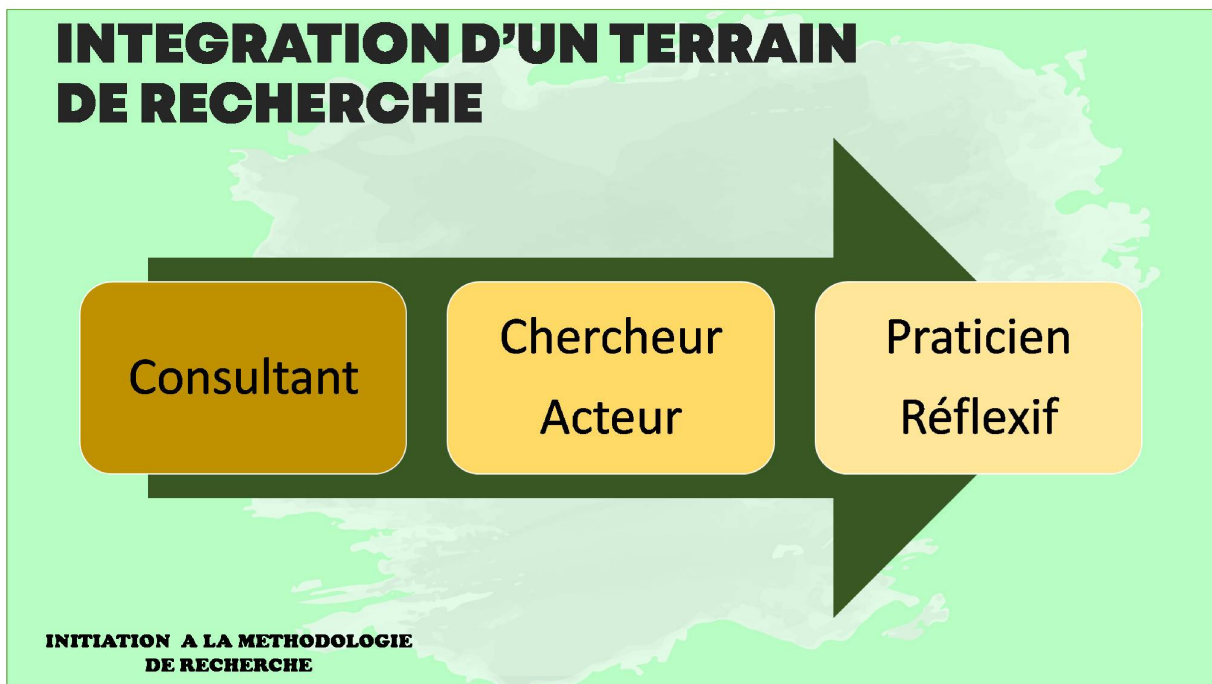 INTEGRATION D’UN TERRAIN
DE RECHERCHE
Consultant
Chercheur
Acteur
Praticien
Réflexif
INITIATION A LA METHODOLOGIE
DE RECHERCHE